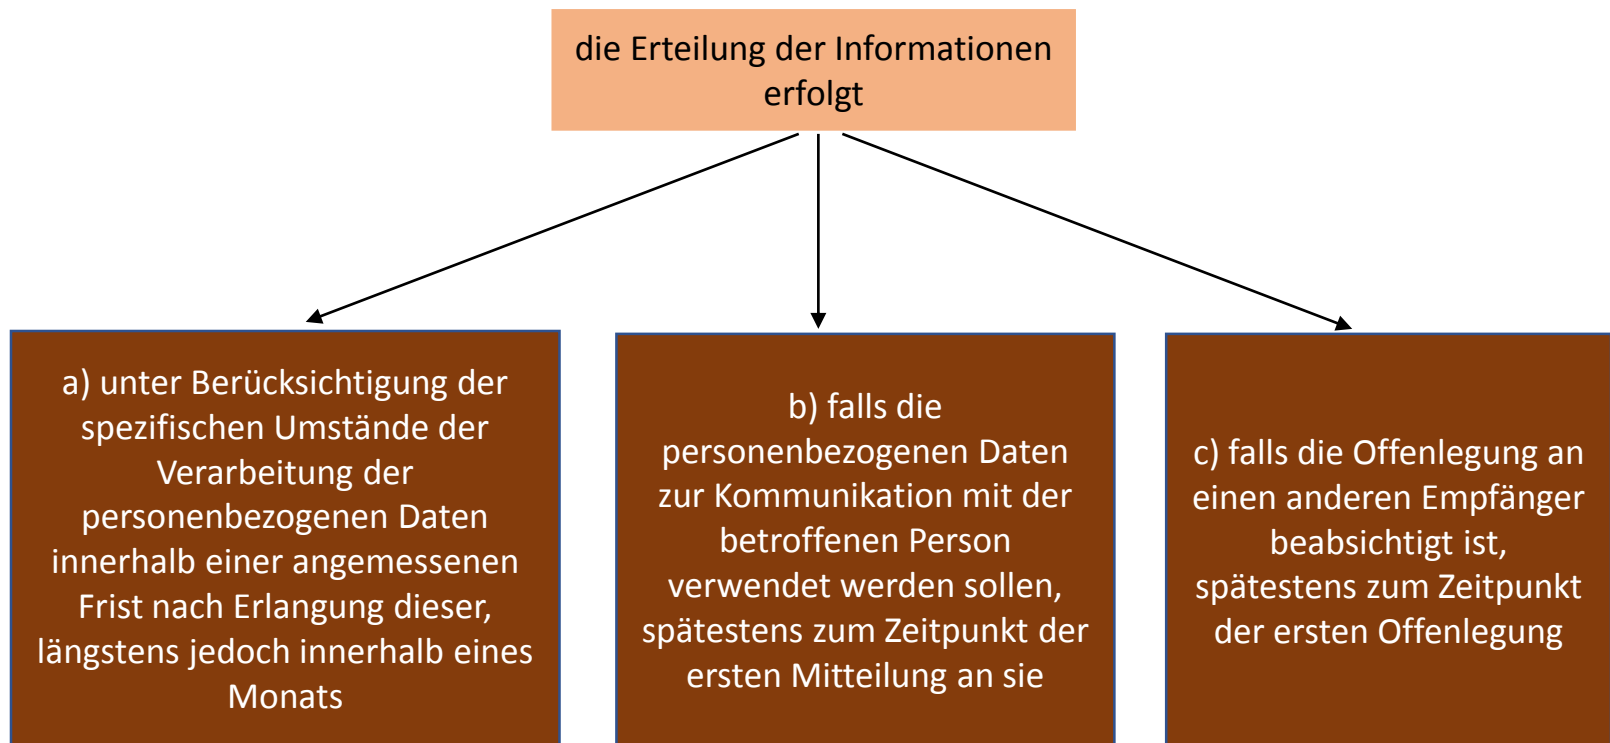 die Erteilung der Informationen
erfolgt
a) unter Berücksichtigung der
spezifischen Umstände der
Verarbeitung der
personenbezogenen Daten
innerhalb einer angemessenen
Frist nach Erlangung dieser,
längstens jedoch innerhalb eines
Monats
b) falls die
personenbezogenen Daten
zur Kommunikation mit der
betroffenen Person
verwendet werden sollen,
spätestens zum Zeitpunkt der
ersten Mitteilung an sie
c) falls die Offenlegung an
einen anderen Empfänger
beabsichtigt ist,
spätestens zum Zeitpunkt
der ersten Offenlegung